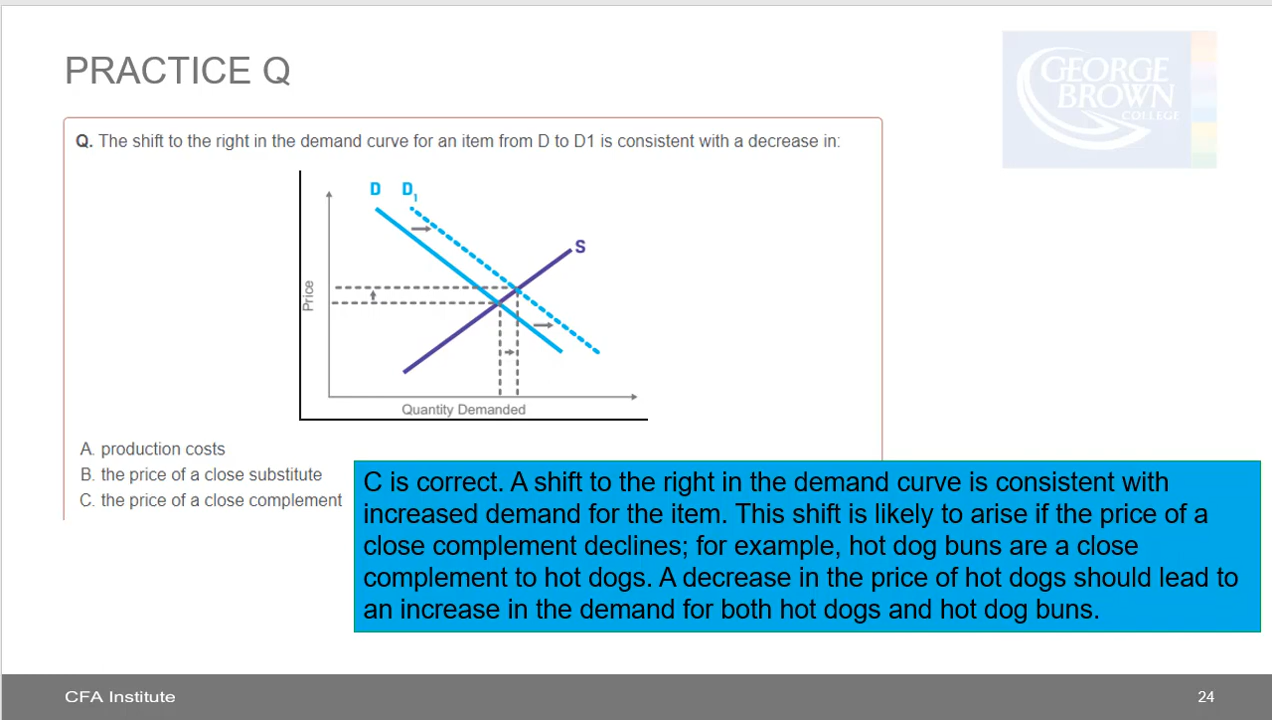 PRACTICE Q
GEORGE
BROWN
COLLEGE
Q. The shift to the right in the demand curve for an item from D to D1 is consistent with a decrease in:
D D1
S
Price
Quantity Demanded
A. production costs
B. the price of a close substitute
C. the price of a close complement
C is correct. A shift to the right in the demand curve is consistent with
increased demand for the item. This shift is likely to arise if the price of a
close complement declines; for example, hot dog buns are a close
complement to hot dogs. A decrease in the price of hot dogs should lead to
an increase in the demand for both hot dogs and hot dog buns.
CFA Institute
24